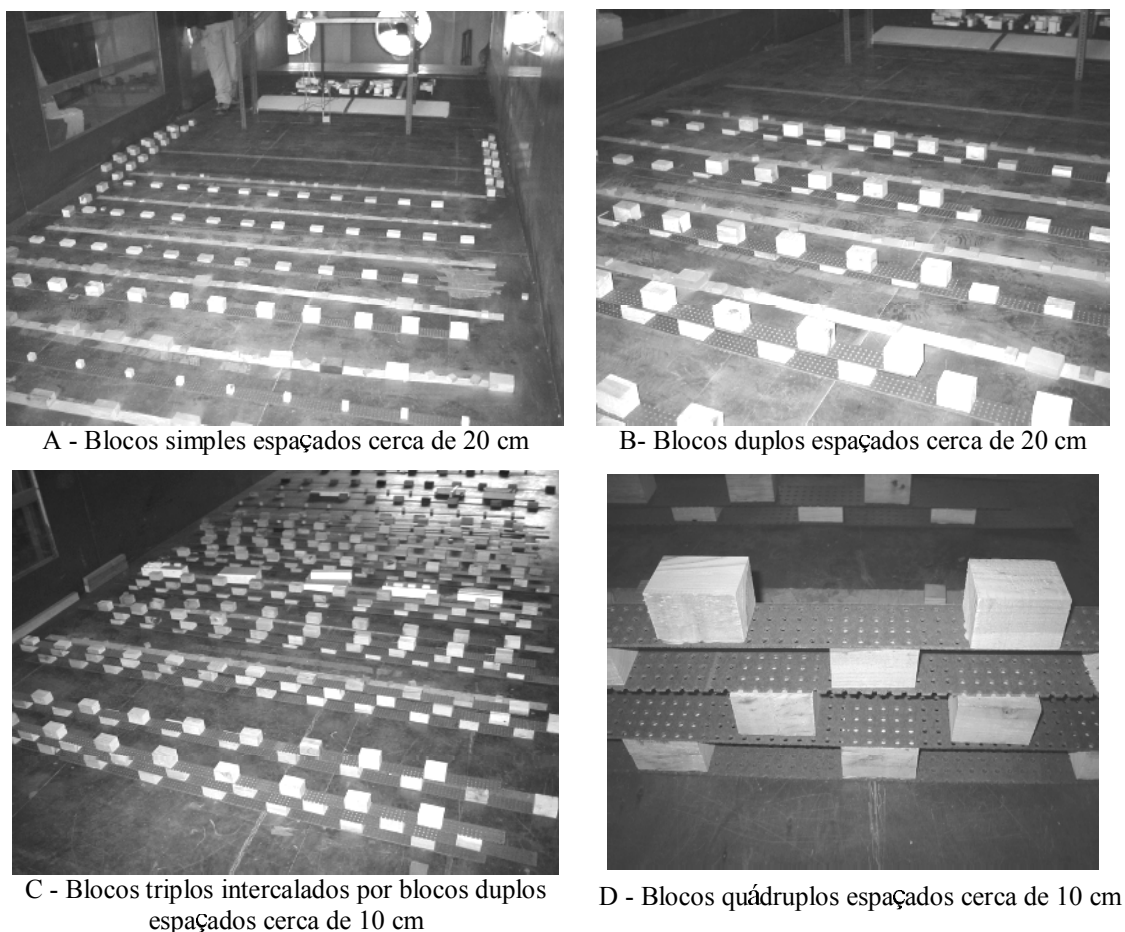 A - Blocos simples espaçados cerca de 20 cm
B- Blocos duplos espaçados cerca de 20 cm
C - Blocos triplos intercalados por blocos duplos
espaçados cerca de 10 cm
D - Blocos quádruplos espaçados cerca de 10 cm